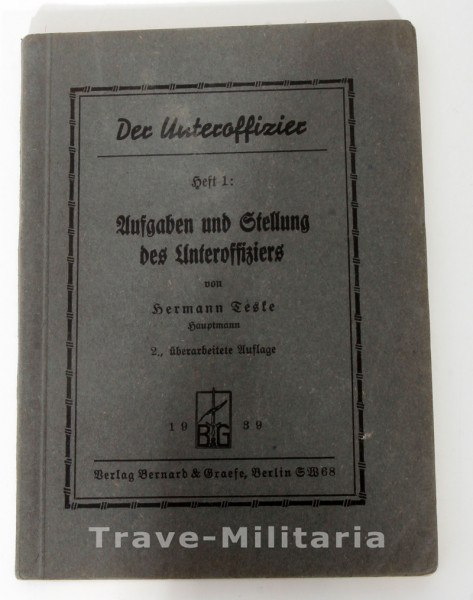 Der Unteroffizier
Heft 1:
Aufgaben und Stellung
des Unteroffiziers
von
Hermann Teske
Hauptmann
2., überarbeitete Auflage
19 BG 39
Verlag Bernard & Graefe, Berlin SW68
Trave-Militaria